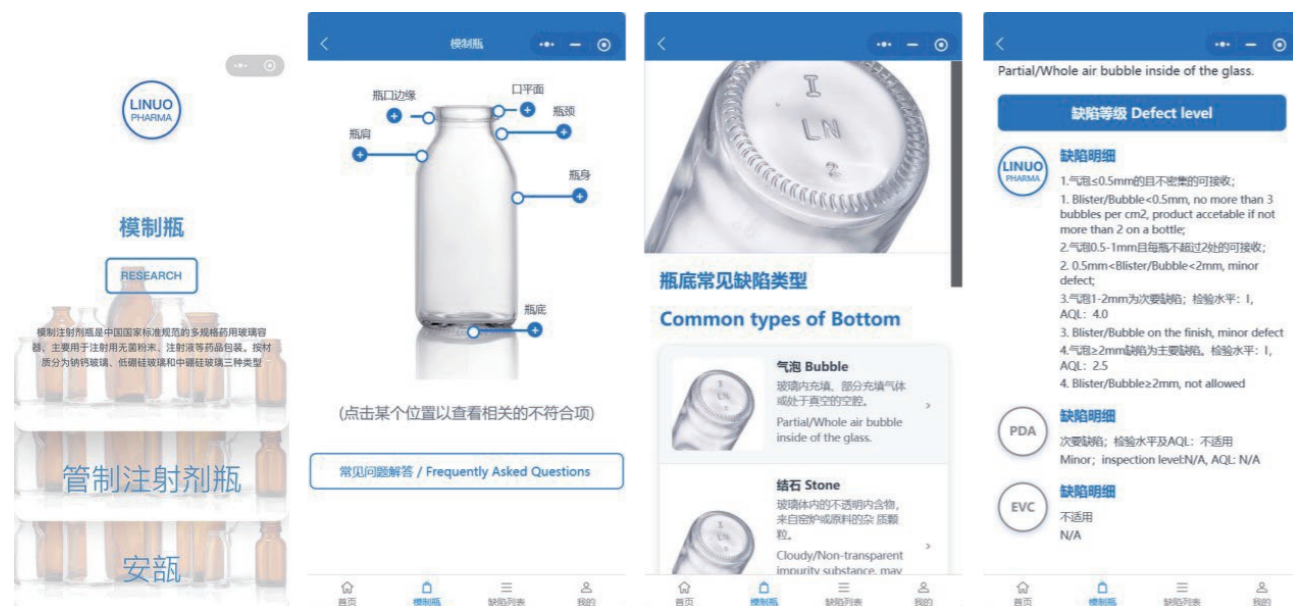 LINUO
PHARMA
模制瓶
RESEARCH
模制注射剂瓶是中国国家标准规范的多规格药用玻璃容
器、主要用于注射用无菌粉末、注射液等药品包装。按材
质分为钠钙玻璃、低硼硅玻璃和中硼硅玻璃三种类型
管制注射剂瓶
安瓿
模制瓶
瓶口边缘
口平面
瓶颈
瓶肩
瓶身
瓶底
(点击某个位置以查看相关的不符合项)
常见问题解答 / Frequently Asked Questions
首页
模制瓶
缺陷列表
我的
I
LN
2
瓶底常见缺陷类型
Common types of Bottom
气泡 Bubble
玻璃内充填、部分充填气体
或处于真空的空腔。
Partial/Whole air bubble
inside of the glass.
结石 Stone
玻璃体内的不透明内含物，
来自窑炉或原料的杂 质颗
粒。
Cloudy/Non-transparent
impurity substance, may
首页
模制瓶
缺陷列表
我的
Partial/Whole air bubble inside of the glass.
缺陷等级 Defect level
LINUO
PHARMA
缺陷明细
1.气泡≤0.5mm的且不密集的可接收；
1. Blister/Bubble<0.5mm, no more than 3
bubbles per cm2, product accetable if not
more than 2 on a bottle;
2.气泡0.5-1mm且每瓶不超过2处的可接收；
2. 0.5mm<Blister/Bubble<2mm, minor
defect;
3.气泡1-2mm为次要缺陷；检验水平：I,
AQL：4.0
3. Blister/Bubble on the finish, minor defect
4.气泡≥2mm缺陷为主要缺陷。检验水平：I,
AQL：2.5
4. Blister/Bubble≥2mm, not allowed
PDA
缺陷明细
次要缺陷；检验水平及AQL：不适用
Minor；inspection level:N/A, AQL: N/A
EVC
缺陷明细
不适用
N/A
首页
模制瓶
缺陷列表
我的